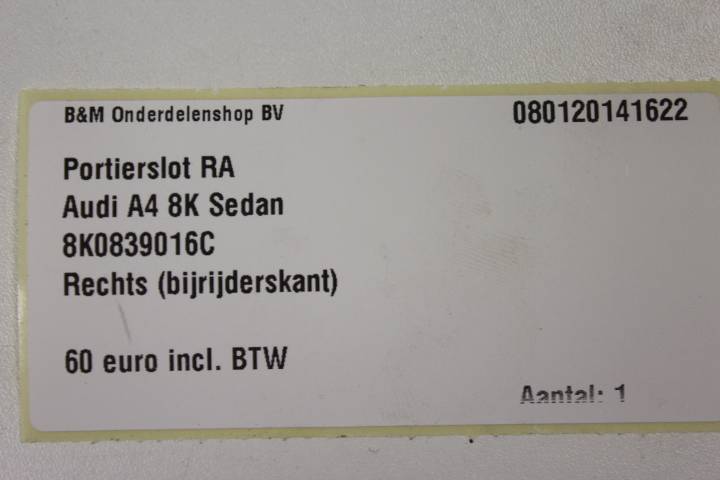 B&M Onderdelenshop BV 080120141622
Portierslot RA
Audi A4 8K Sedan
8K0839016C
Rechts (bijrijderskant)
60 euro incl. BTW
Aantal: 1